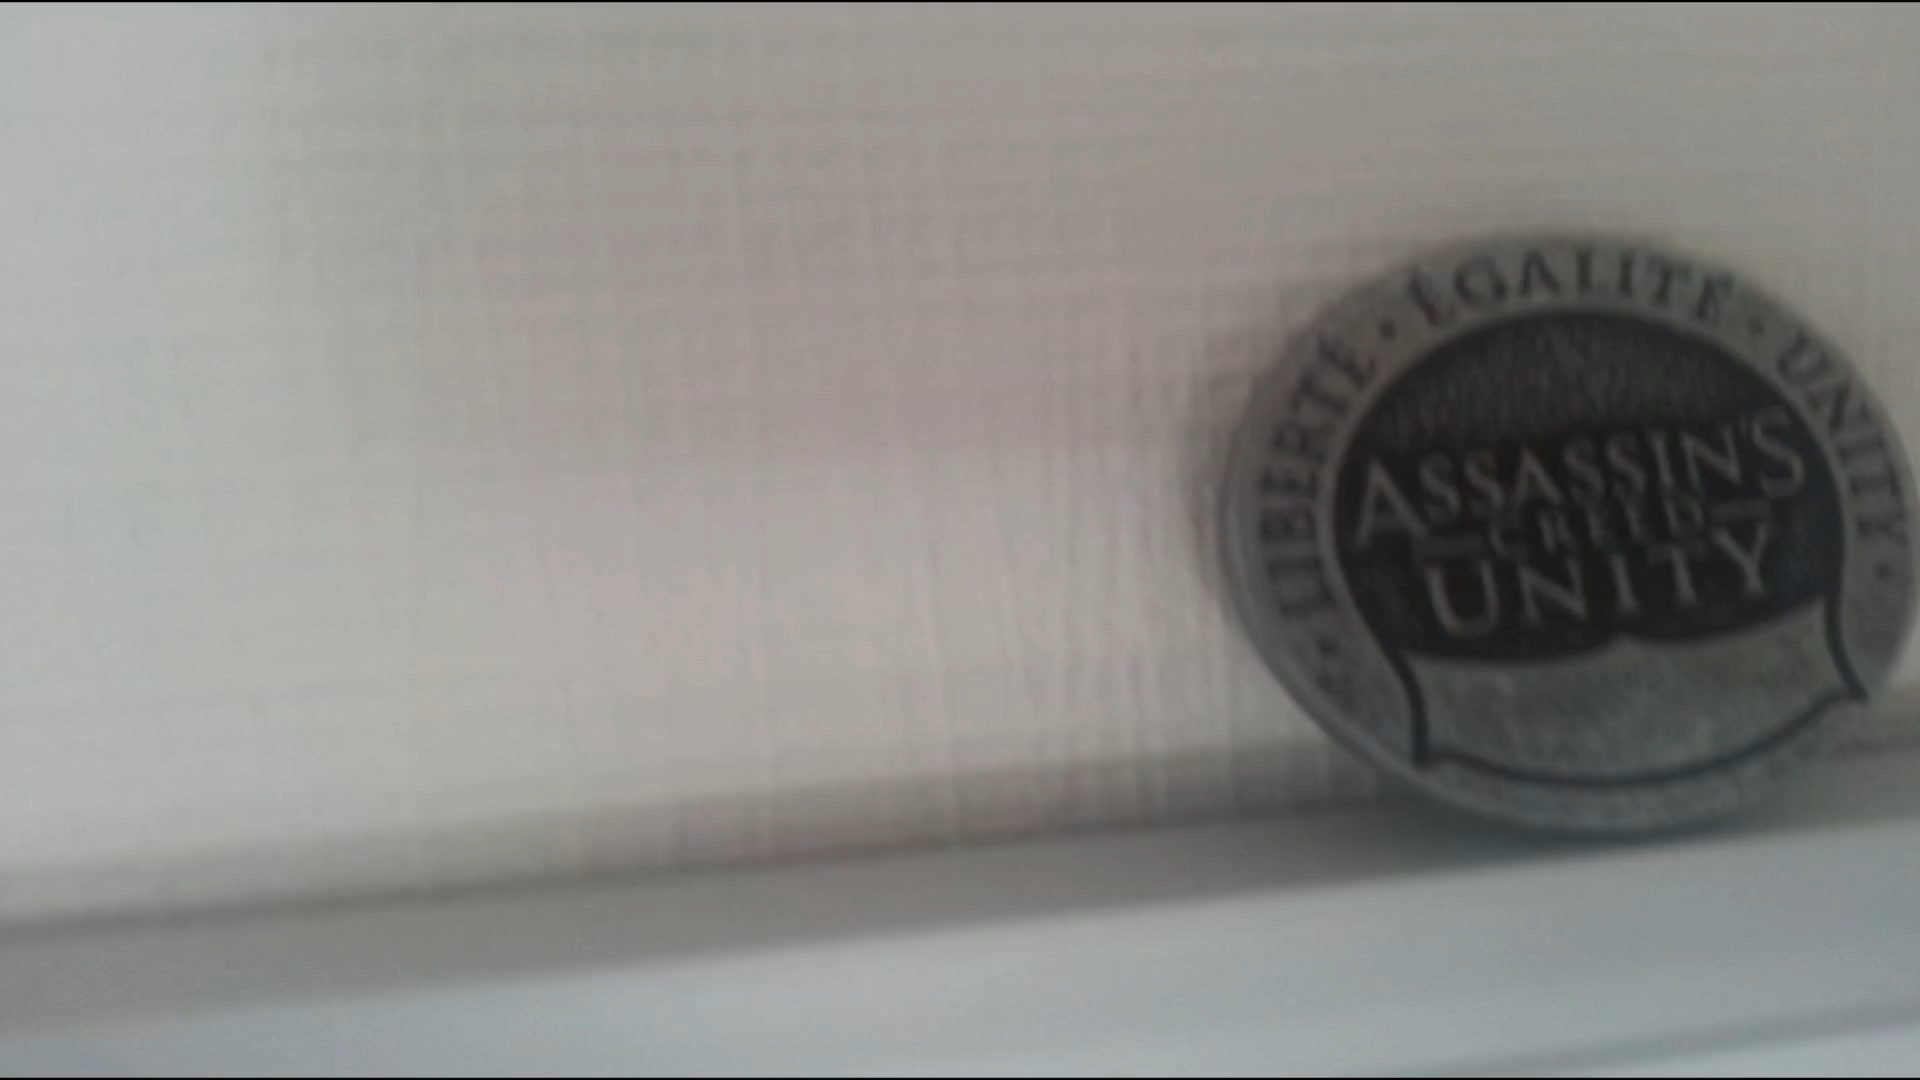 LIBERTÉ · ÉGALITÉ · UNITY ·
ASSASSIN'S
CREED
UNITY